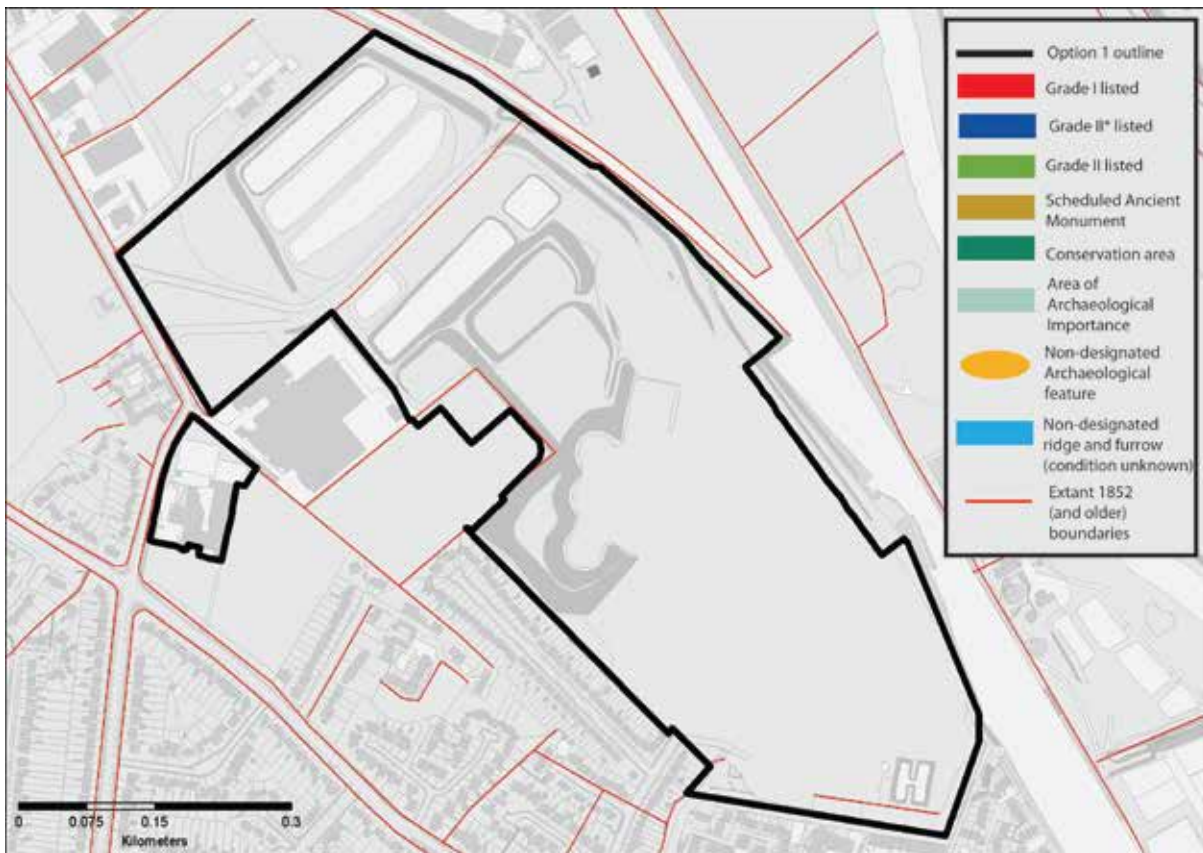 Option 1 outline
Grade I listed
Grade II* listed
Grade II listed
Scheduled Ancient
Monument
Conservation area
Area of
Archaeological
Importance
Non-designated
Archaeological
feature
Non-designated
ridge and furrow
(condition unknown)
Extant 1852
(and older)
boundaries
0 0.075 0.15 0.3
Kilometers